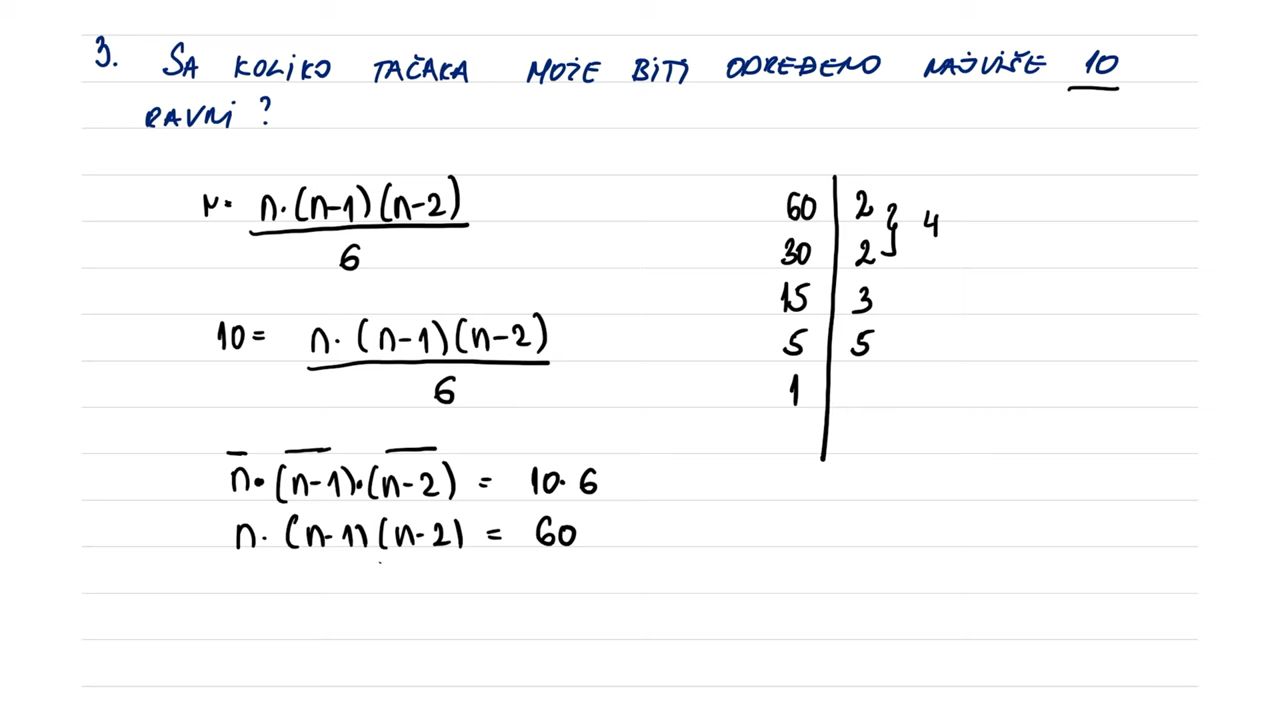 3. SA KOLIKO TAČAKA MOŽE BITI ODREĐENO NAJVIŠE 10
RAVNI ?
r = n·(n-1)(n-2)
6
10 = n·(n-1)(n-2)
6
n·(n-1)·(n-2) = 10·6
n·(n-1)(n-2) = 60
60 | 2
30 | 2 } 4
15 | 3
5 | 5
1 |